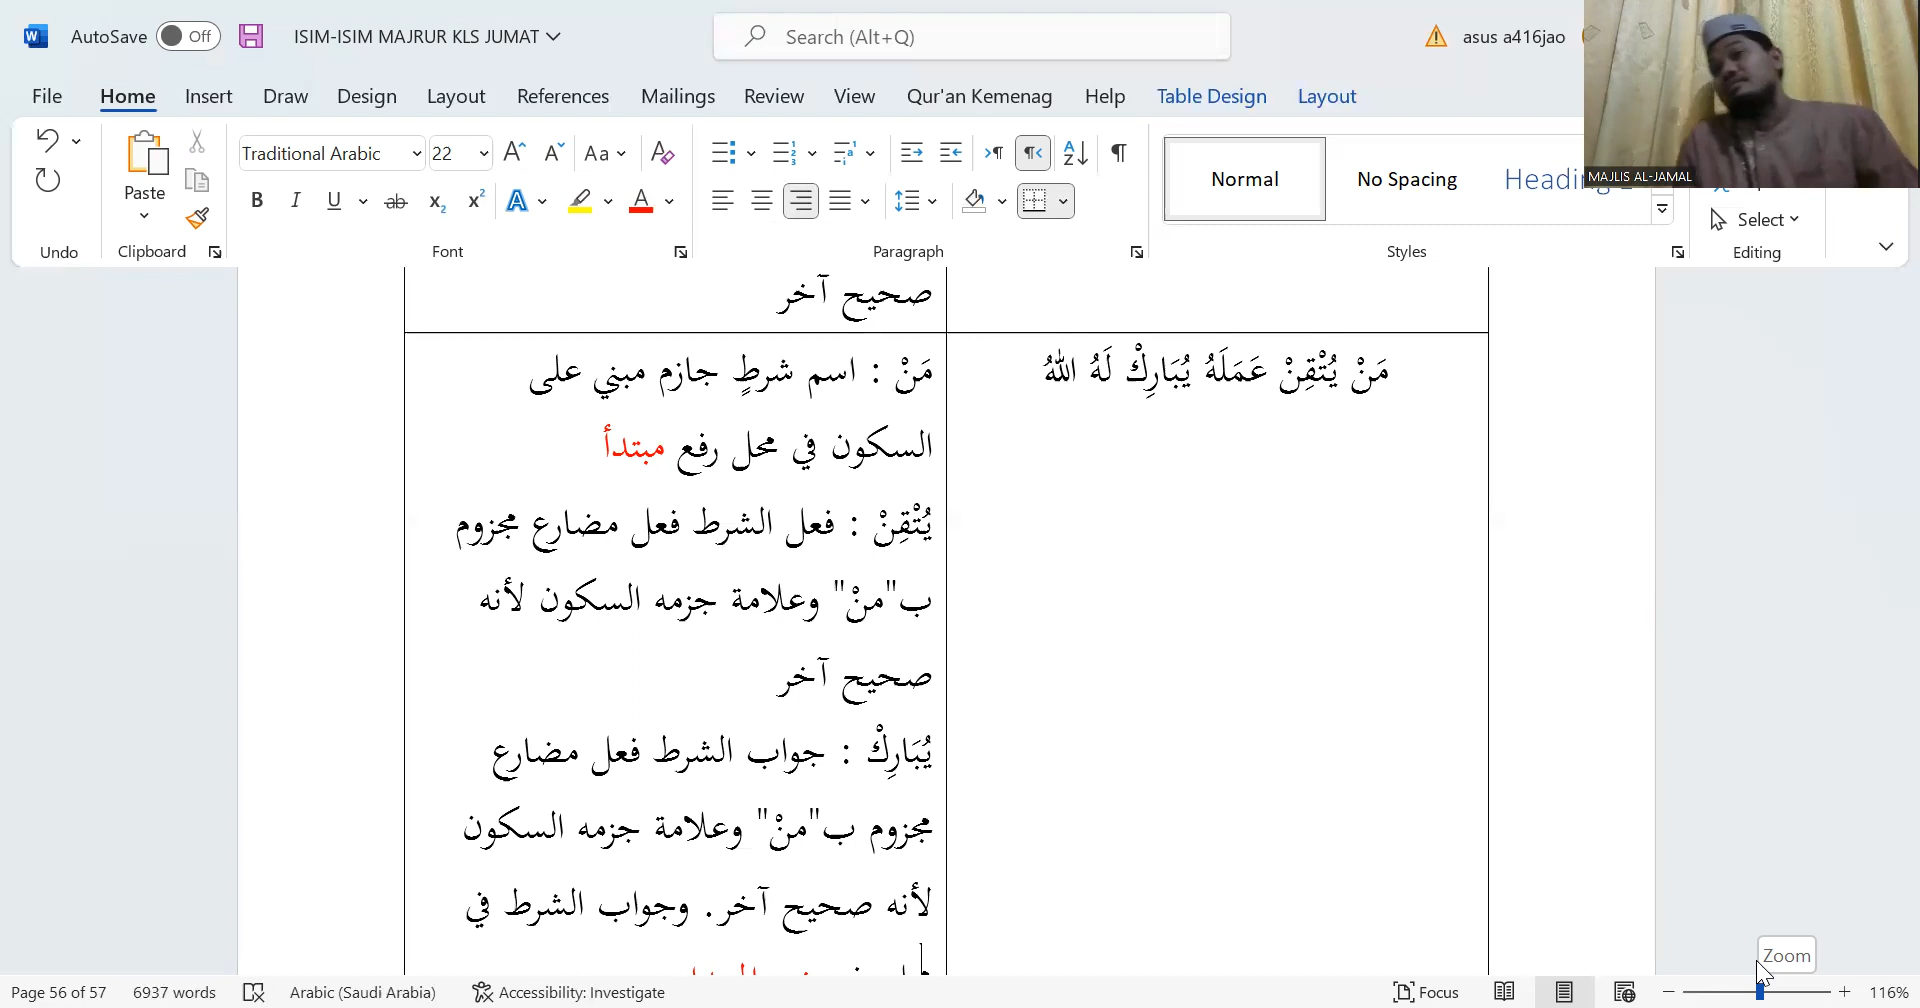 AutoSave Off ISIM-ISIM MAJRUR KLS JUMAT Search (Alt+Q) asus a416jao
File Home Insert Draw Design Layout References Mailings Review View Qur'an Kemenag Help Table Design Layout
MAJLIS AL-JAMAL
Paste Traditional Arabic 22 Normal No Spacing Heading
Select
Undo Clipboard Font Paragraph Styles Editing
صحيح آخر
مَنْ يُتْقِنْ عَمَلَهُ يُبَارِكْ لَهُ اللهُ
مَنْ : اسم شرطٍ جازم مبني على
السكون في محل رفع مبتدأ
يُتْقِنْ : فعل الشرط فعل مضارع مجزوم
ب"منْ" وعلامة جزمه السكون لأنه
صحيح آخر
يُبَارِكْ : جواب الشرط فعل مضارع
مجزوم ب"منْ" وعلامة جزمه السكون
لأنه صحيح آخر. وجواب الشرط في
Zoom
Page 56 of 57 6937 words Arabic (Saudi Arabia) Accessibility: Investigate Focus 116%